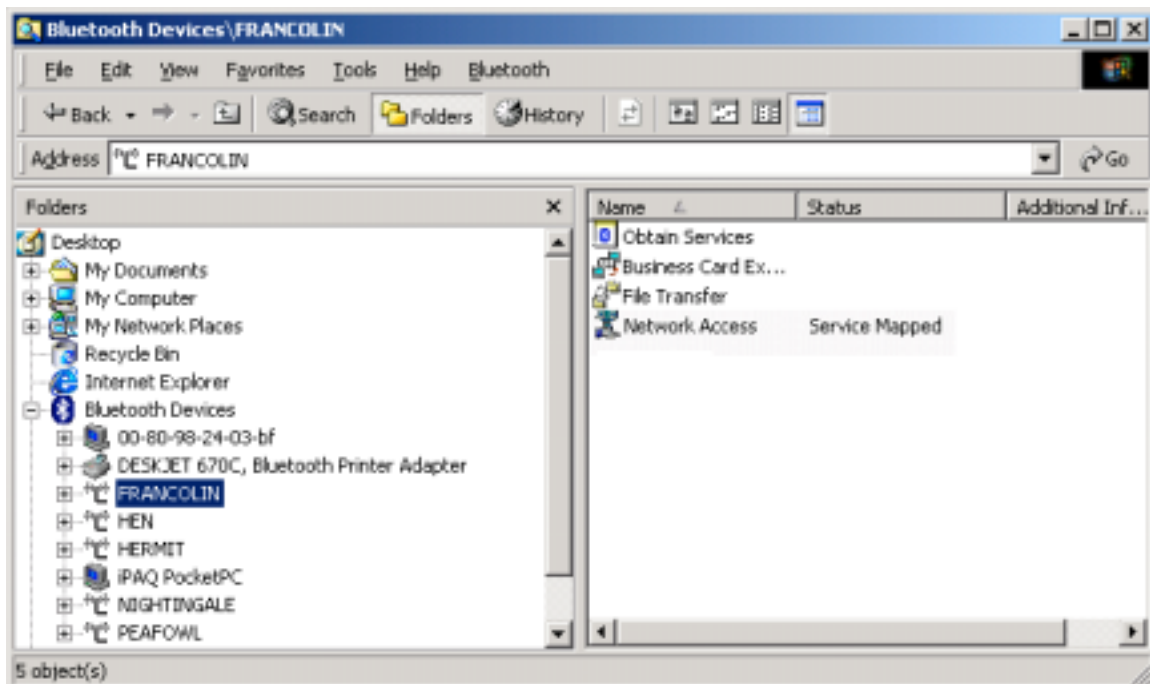 Bluetooth Devices\FRANCOLIN
File Edit View Favorites Tools Help Bluetooth
Back Search Folders History
Address FRANCOLIN Go
Folders
Desktop
My Documents
My Computer
My Network Places
Recycle Bin
Internet Explorer
Bluetooth Devices
00-80-98-24-03-bf
DESKJET 670C, Bluetooth Printer Adapter
FRANCOLIN
HEN
HERMIT
iPAQ PocketPC
NIGHTINGALE
PEAFOWL
Name Status Additional Inf...
Obtain Services
Business Card Ex...
File Transfer
Network Access Service Mapped
5 object(s)